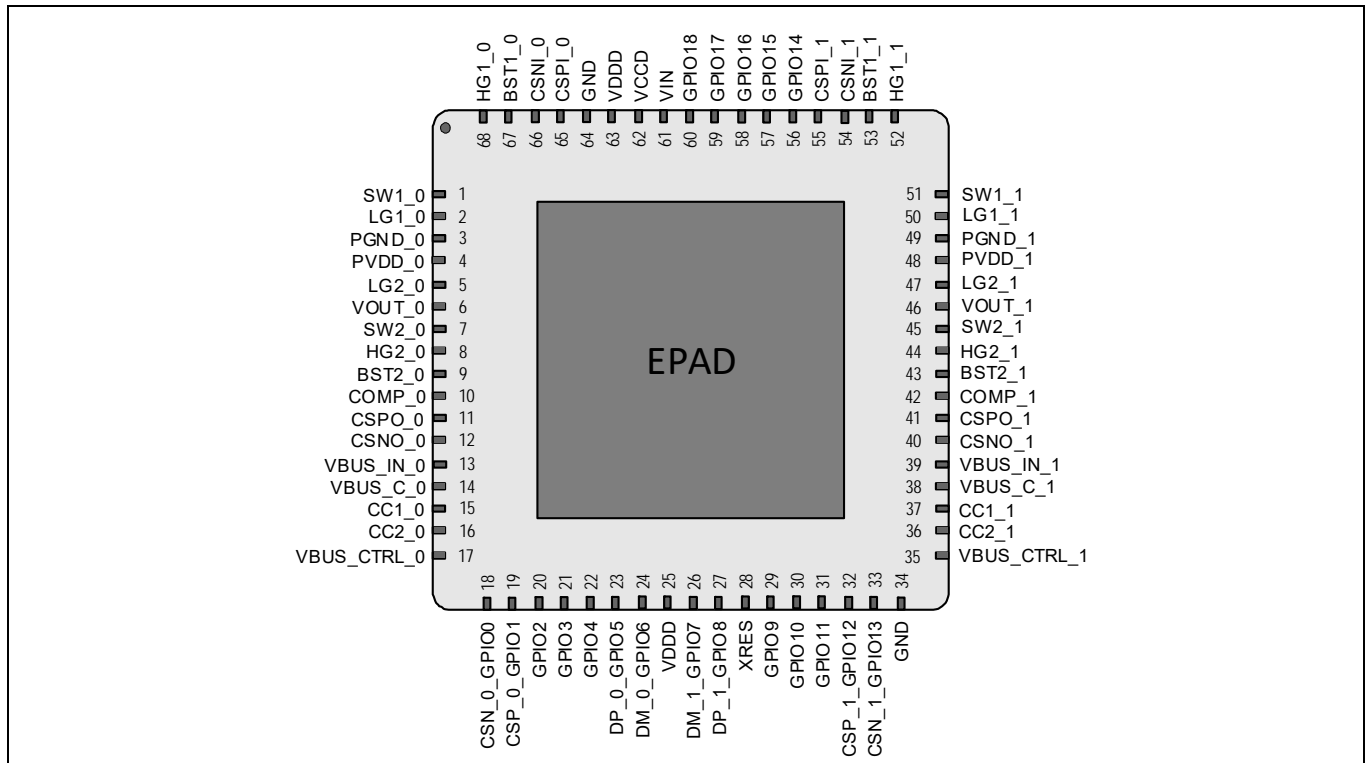 HG1_0
BST1_0
CSNI_0
CSPI_0
GND
VDDD
VCCD
VIN
GPIO18
GPIO17
GPIO16
GPIO15
GPIO14
CSPI_1
CSNI_1
BST1_1
HG1_1
68
67
66
65
64
63
62
61
60
59
58
57
56
55
54
53
52
SW1_0 1
LG1_0 2
PGND_0 3
PVDD_0 4
LG2_0 5
VOUT_0 6
SW2_0 7
HG2_0 8
BST2_0 9
COMP_0 10
CSPO_0 11
CSNO_0 12
VBUS_IN_0 13
VBUS_C_0 14
CC1_0 15
CC2_0 16
VBUS_CTRL_0 17
EPAD
51 SW1_1
50 LG1_1
49 PGND_1
48 PVDD_1
47 LG2_1
46 VOUT_1
45 SW2_1
44 HG2_1
43 BST2_1
42 COMP_1
41 CSPO_1
40 CSNO_1
39 VBUS_IN_1
38 VBUS_C_1
37 CC1_1
36 CC2_1
35 VBUS_CTRL_1
18
19
20
21
22
23
24
25
26
27
28
29
30
31
32
33
34
CSN_0_GPIO0
CSP_0_GPIO1
GPIO2
GPIO3
GPIO4
DP_0_GPIO5
DM_0_GPIO6
VDDD
DM_1_GPIO7
DP_1_GPIO8
XRES
GPIO9
GPIO10
GPIO11
CSP_1_GPIO12
CSN_1_GPIO13
GND